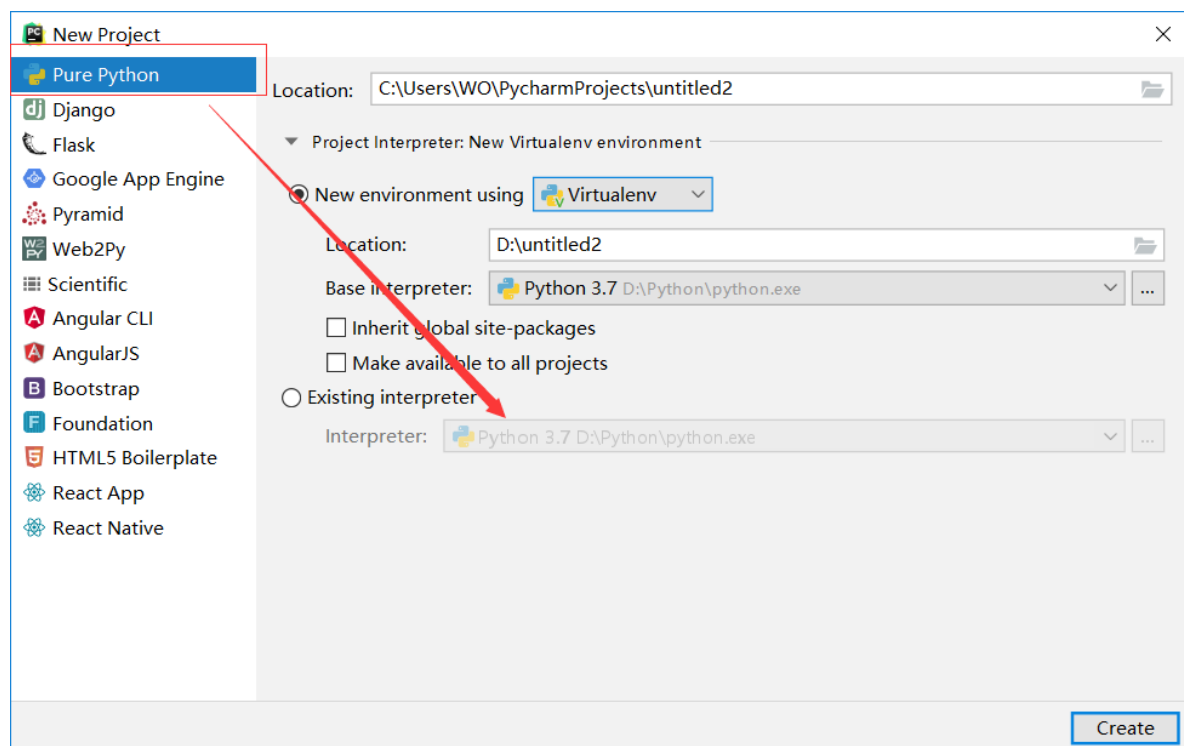 New Project
Pure Python
Django
Flask
Google App Engine
Pyramid
Web2Py
Scientific
Angular CLI
AngularJS
Bootstrap
Foundation
HTML5 Boilerplate
React App
React Native
Location: C:\Users\WO\PycharmProjects\untitled2
Project Interpreter: New Virtualenv environment
New environment using Virtualenv
Location: D:\untitled2
Base interpreter: Python 3.7 D:\Python\python.exe ...
Inherit global site-packages
Make available to all projects
Existing interpreter
Interpreter: Python 3.7 D:\Python\python.exe ...
Create